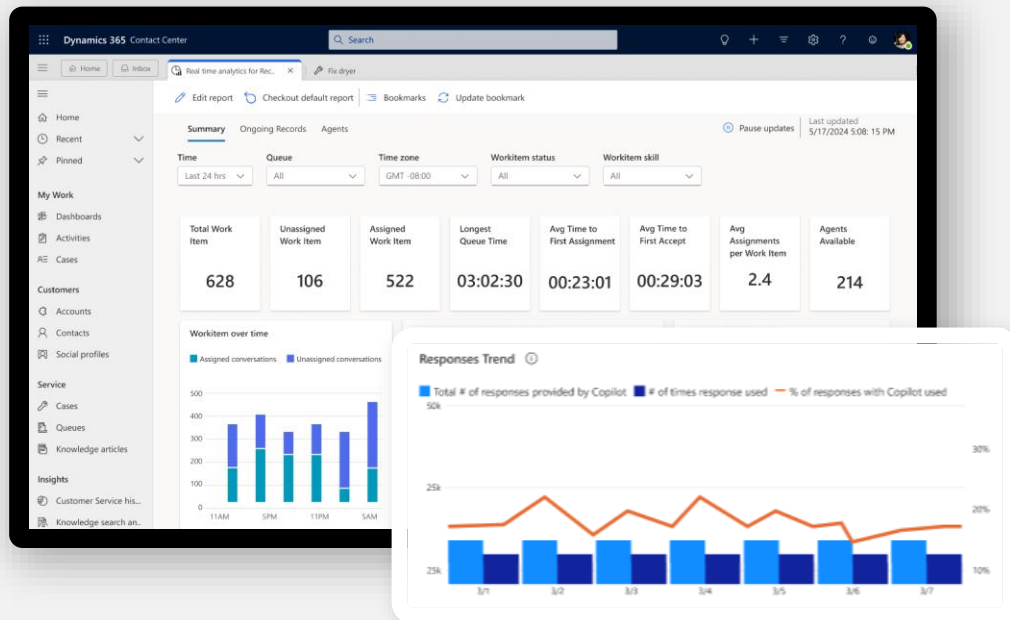 Dynamics 365 Contact Center
Search
Home
Inbox
Real time analytics for Rec..
Fix dryer
Edit report
Checkout default report
Bookmarks
Update bookmark
Home
Recent
Pinned
My Work
Dashboards
Activities
Cases
Customers
Accounts
Contacts
Social profiles
Service
Cases
Queues
Knowledge articles
Insights
Customer Service his...
Knowledge search an..
Summary
Ongoing Records
Agents
Pause updates
Last updated
5/17/2024 5:08: 15 PM
Time
Queue
Time zone
Workitem status
Workitem skill
Last 24 hrs
All
GMT -08:00
All
All
Total Work
Item
628
Unassigned
Work Item
106
Assigned
Work Item
522
Longest
Queue Time
03:02:30
Avg Time to
First Assignment
00:23:01
Avg Time to
First Accept
00:29:03
Avg
Assignments
per Work Item
2.4
Agents
Available
214
Workitem over time
Assigned conversations
Unassigned conversations
500
400
300
200
100
0
11AM
5PM
11PM
5AM
Responses Trend
Total # of responses provided by Copilot
# of times response used
% of responses with Copilot used
50k
25k
25k
30%
20%
10%
3/1
3/2
3/3
3/4
3/5
3/6
3/7